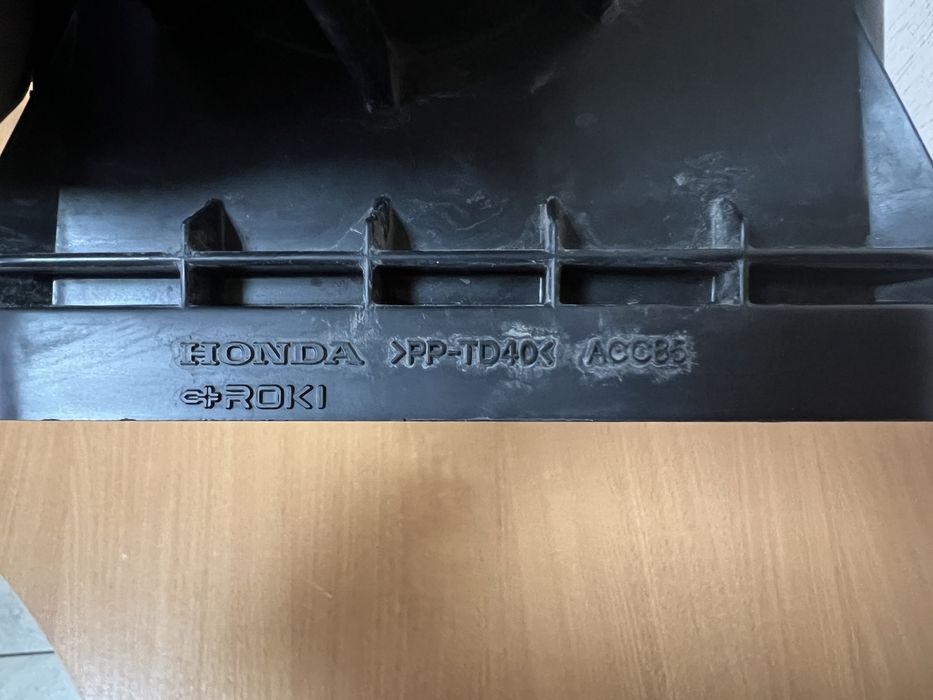 HONDA >PP-TD40< ACC85
ROKI